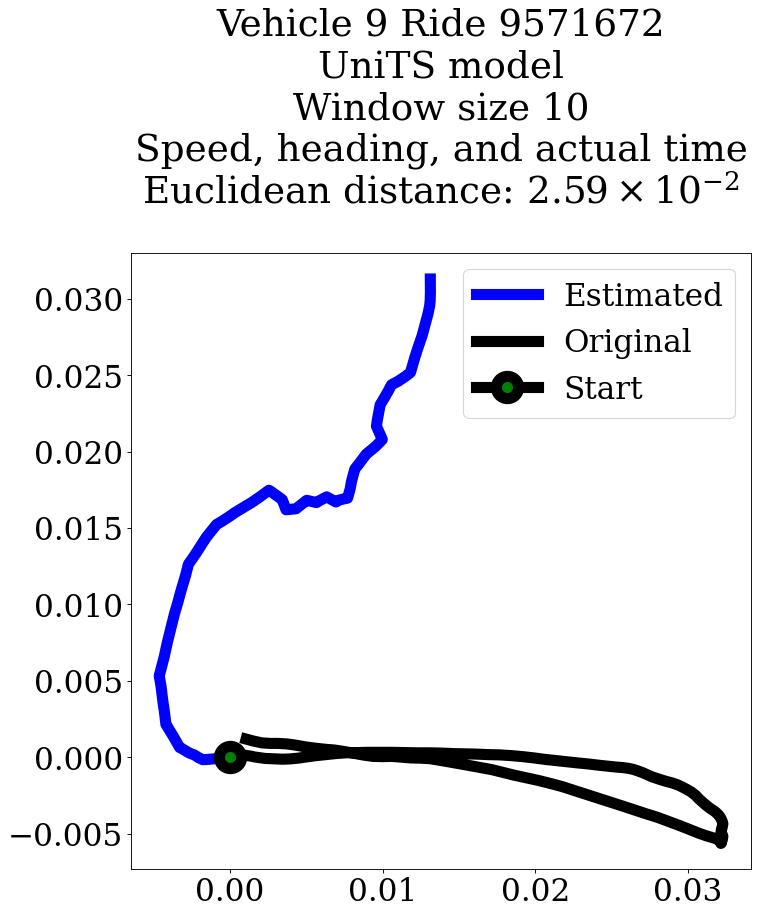 Vehicle 9 Ride 9571672
UniTS model
Window size 10
Speed, heading, and actual time
Euclidean distance: 2.59 × 10⁻²
Estimated
Original
Start
0.030
0.025
0.020
0.015
0.010
0.005
0.000
−0.005
0.00 0.01 0.02 0.03